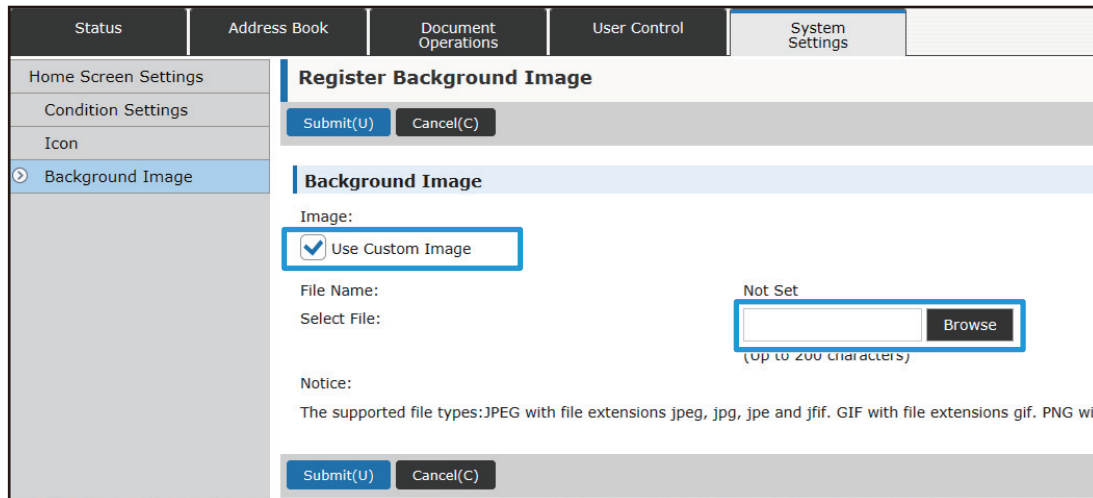 Status
Address Book
Document
Operations
User Control
System
Settings
Home Screen Settings
Condition Settings
Icon
Background Image
Register Background Image
Submit(U)
Cancel(C)
Background Image
Image:
Use Custom Image
File Name:
Not Set
Select File:
Browse
(Up to 200 characters)
Notice:
The supported file types:JPEG with file extensions jpeg, jpg, jpe and jfif. GIF with file extensions gif. PNG wi
Submit(U)
Cancel(C)